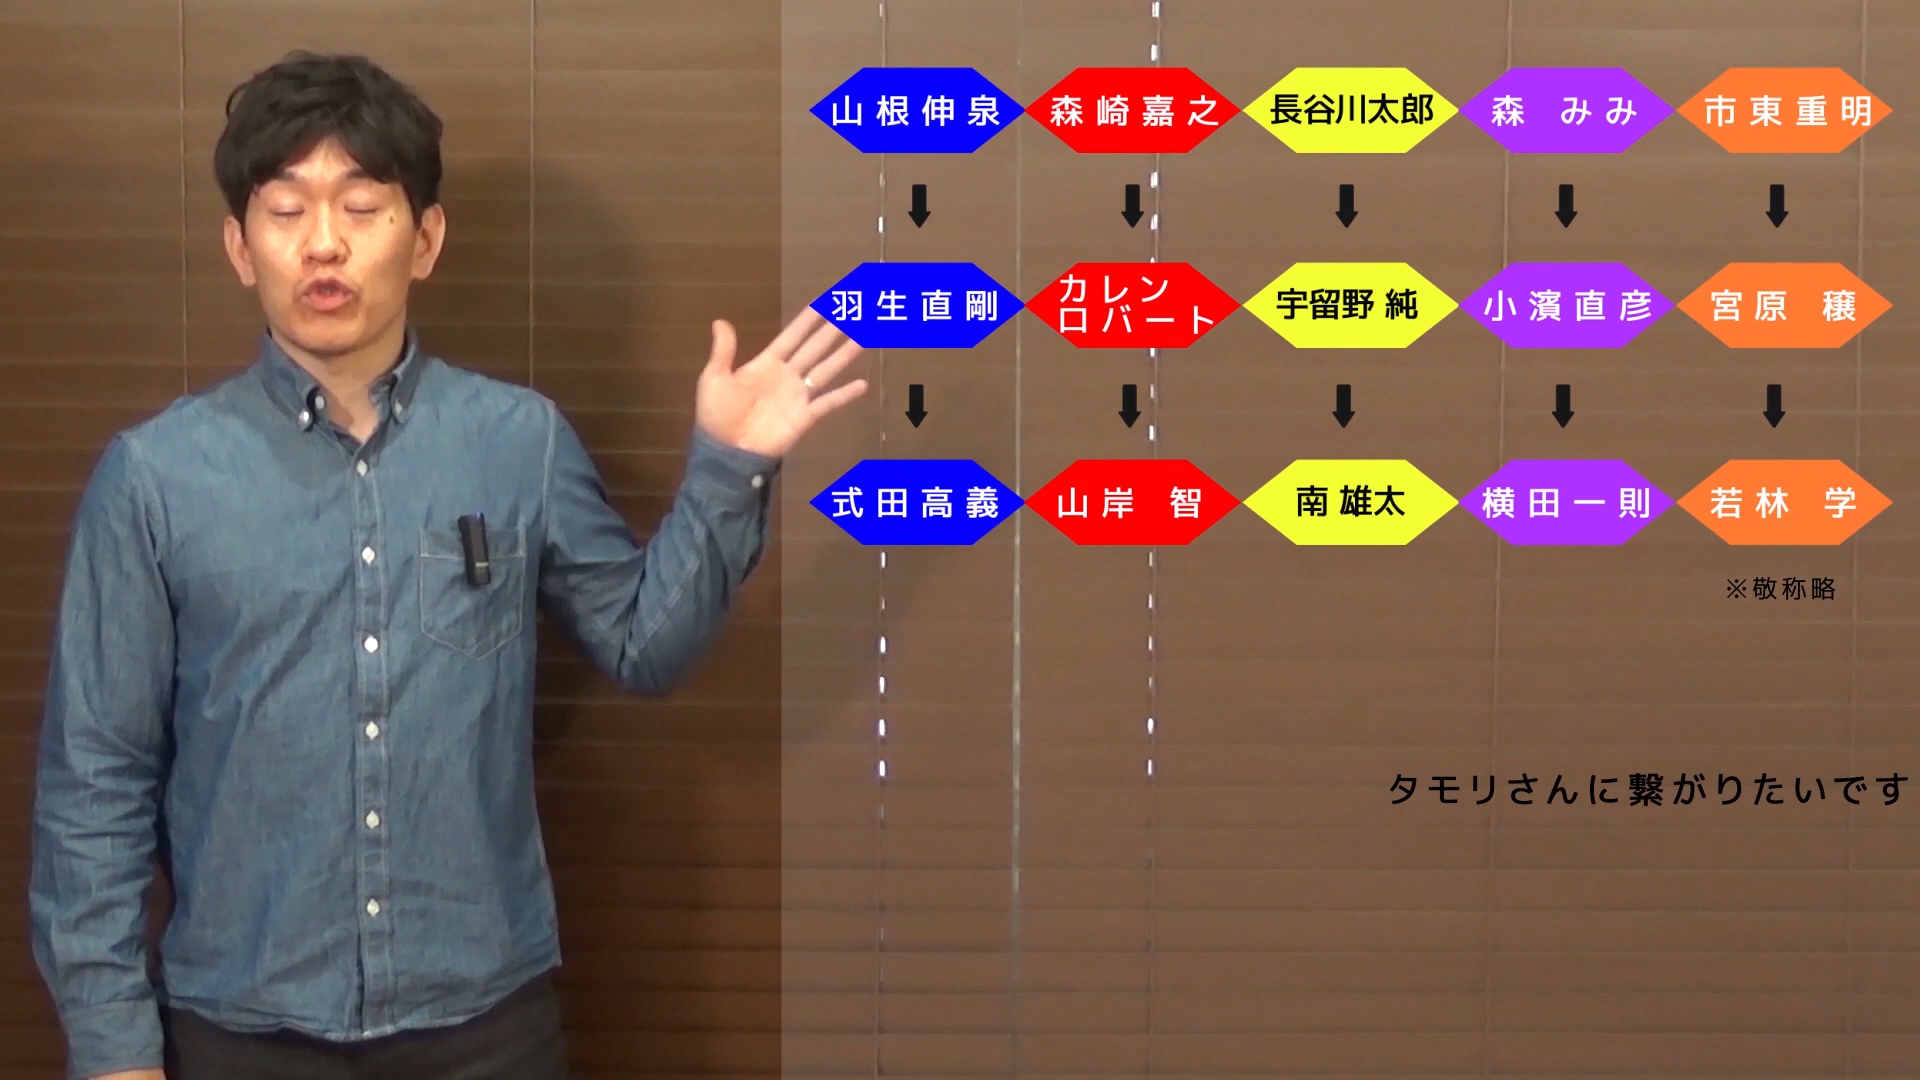 山根伸泉
森崎嘉之
長谷川太郎
森 みみ
市東重明
羽生直剛
カレン
ロバート
宇留野 純
小濱直彦
宮原 穣
式田高義
山岸 智
南 雄太
横田一則
若林 学
※敬称略
タモリさんに繋がりたいです